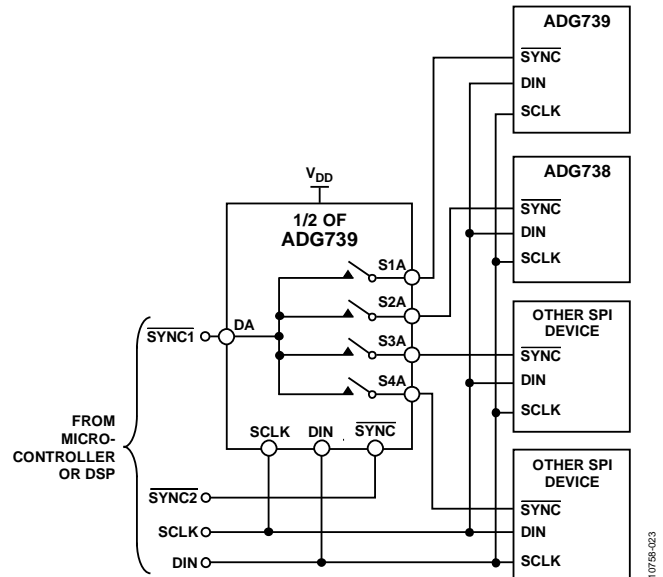 ADG739
SYNC
DIN
SCLK
ADG738
SYNC
DIN
SCLK
VDD
1/2 OF
ADG739
S1A
S2A
S3A
S4A
DA
SYNC1
SCLK DIN SYNC
FROM
MICRO-
CONTROLLER
OR DSP
SYNC2
SCLK
DIN
OTHER SPI
DEVICE
SYNC
DIN
SCLK
OTHER SPI
DEVICE
SYNC
DIN
SCLK
10758-023